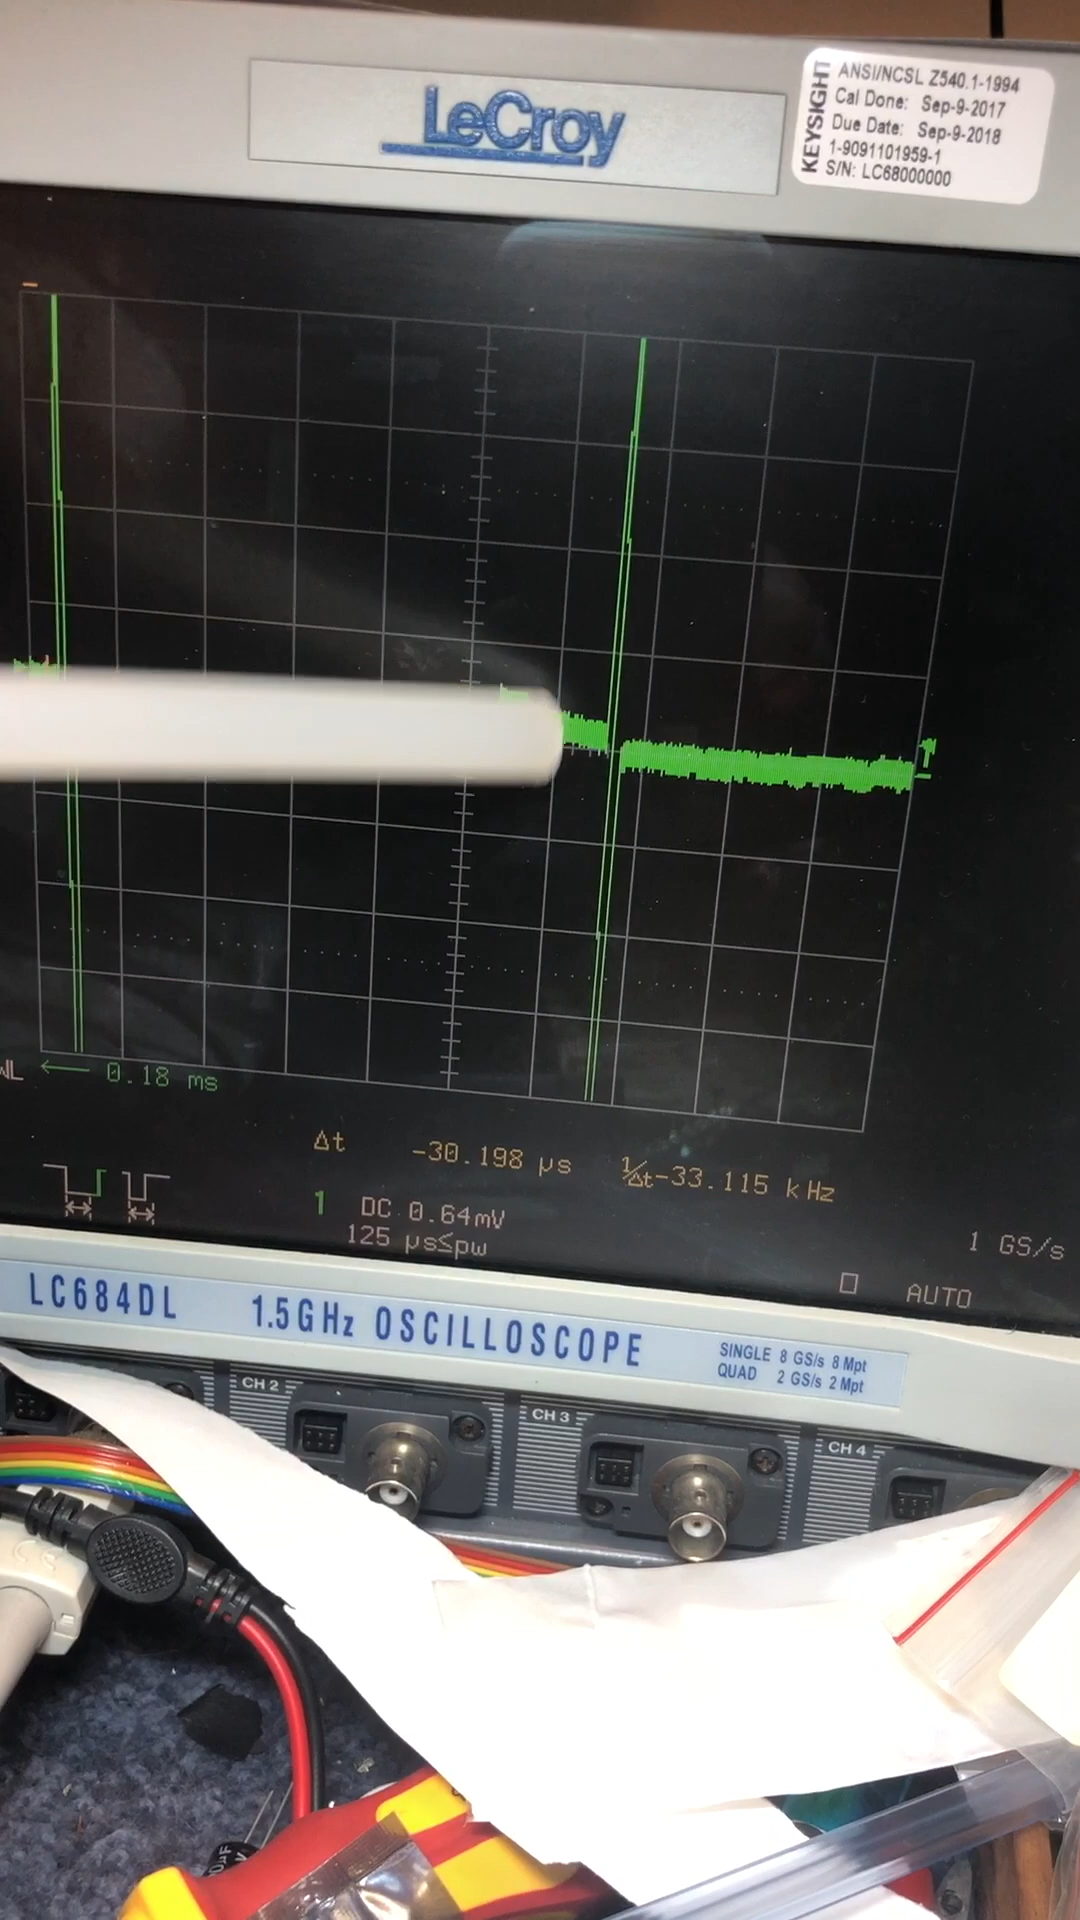 LeCroy
KEYSIGHT
ANSI/NCSL Z540.1-1994
Cal Done: Sep-9-2017
Due Date: Sep-9-2018
1-9091101959-1
S/N: LC68000000
0.18 ms
Δt -30.198 µs 1/Δt -33.115 kHz
1 DC 0.64mV
125 µs≤pw
1 GS/s
AUTO
LC684DL 1.5GHz OSCILLOSCOPE
SINGLE 8 GS/s 8 Mpt
QUAD 2 GS/s 2 Mpt
CH 2
CH 3
CH 4